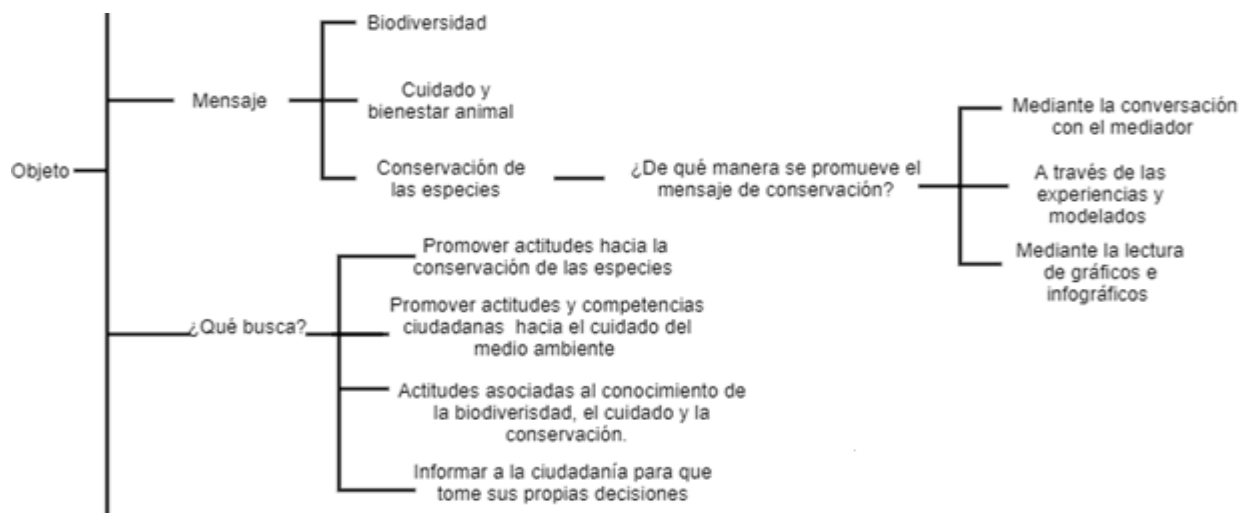 Objeto
Mensaje
Biodiversidad
Cuidado y
bienestar animal
Conservación de
las especies
¿De qué manera se promueve el
mensaje de conservación?
Mediante la conversación
con el mediador
A través de las
experiencias y
modelados
Mediante la lectura
de gráficos e
infográficos
¿Qué busca?
Promover actitudes hacia la
conservación de las especies
Promover actitudes y competencias
ciudadanas hacia el cuidado del
medio ambiente
Actitudes asociadas al conocimiento de
la biodiverisdad, el cuidado y la
conservación.
Informar a la ciudadanía para que
tome sus propias decisiones